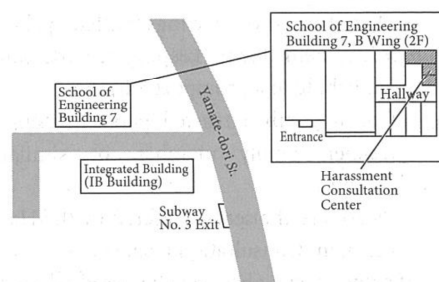 School of Engineering
Building 7, B Wing (2F)
Hallway
Entrance
Harassment
Consultation
Center
School of
Engineering
Building 7
Yamate-dori St.
Integrated Building
(IB Building)
Subway
No. 3 Exit